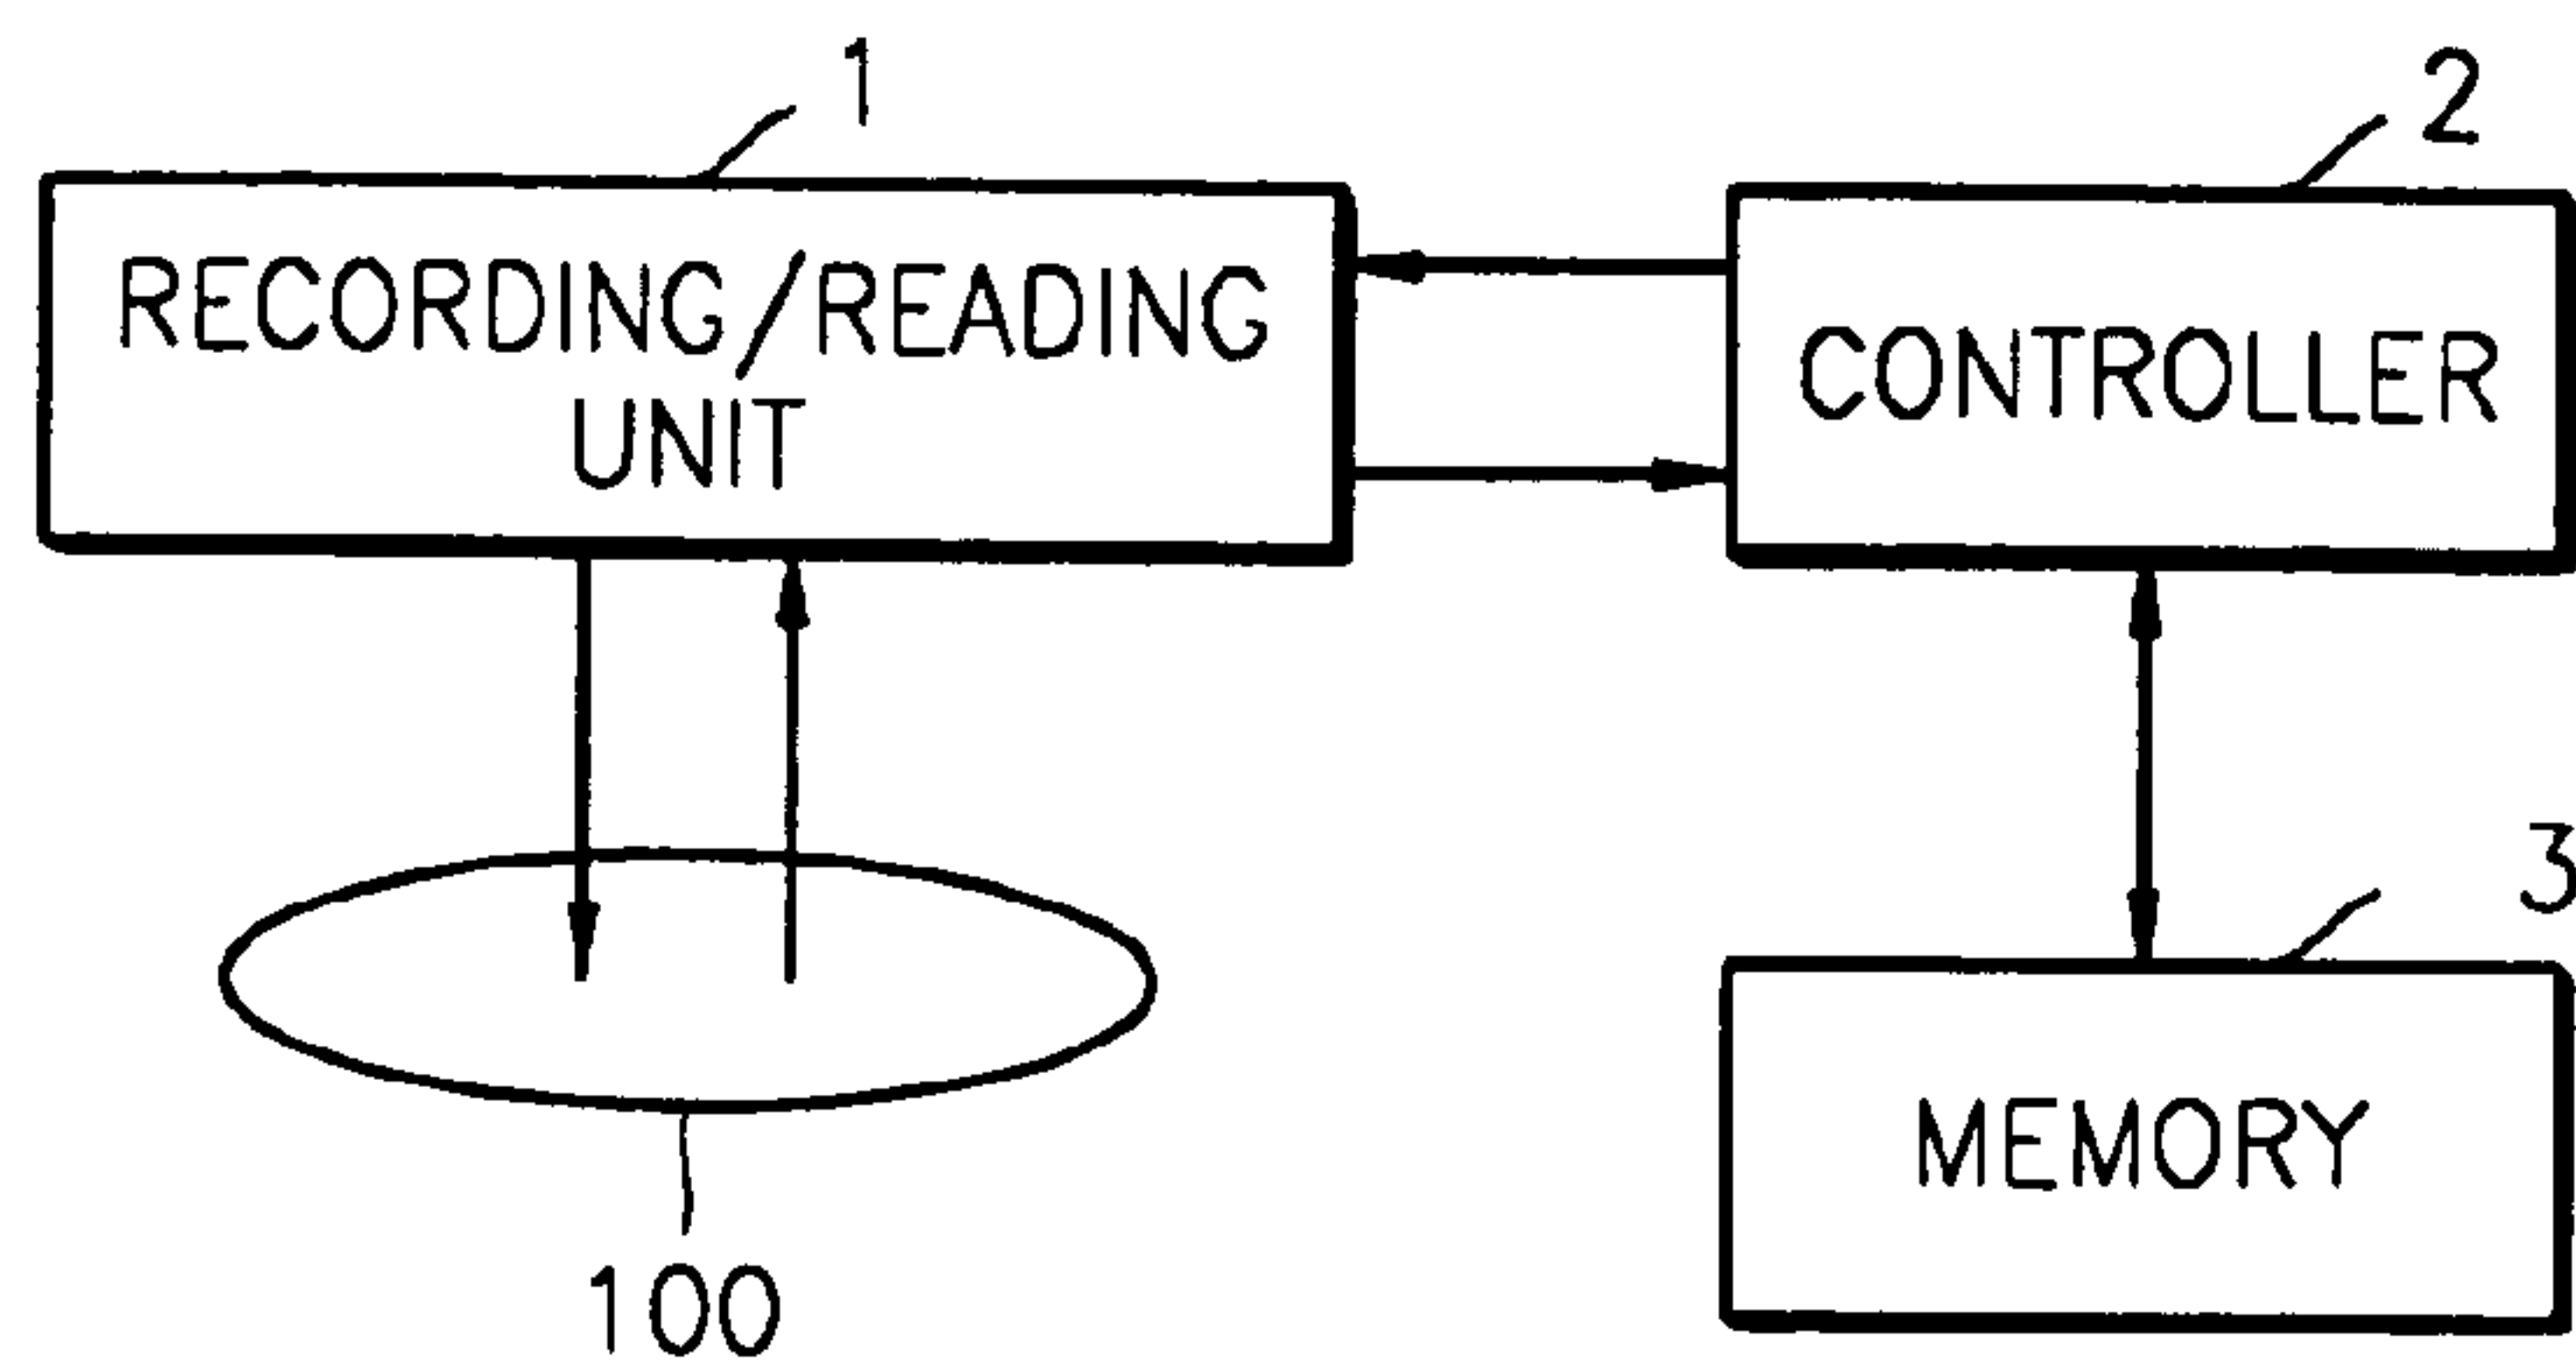 1
2
RECORDING/READING
UNIT
CONTROLLER
3
MEMORY
100